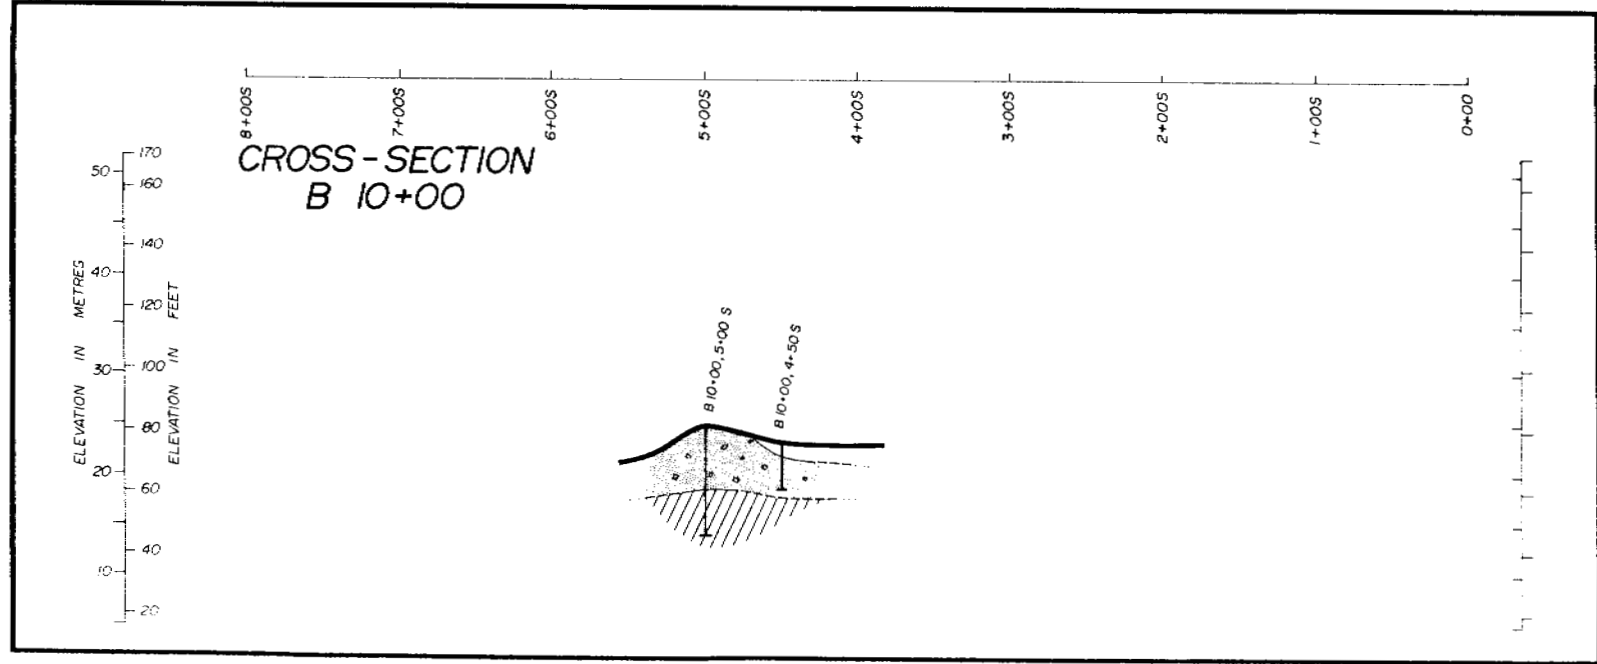 8+00S 7+00S 6+00S 5+00S 4+00S 3+00S 2+00S 1+00S 0+00
CROSS-SECTION
B 10+00
ELEVATION IN METRES
50
40
30
20
10
ELEVATION IN FEET
170
160
140
120
100
80
60
40
20
B 10+00, 5+00 S
B 10+00, 4+50 S